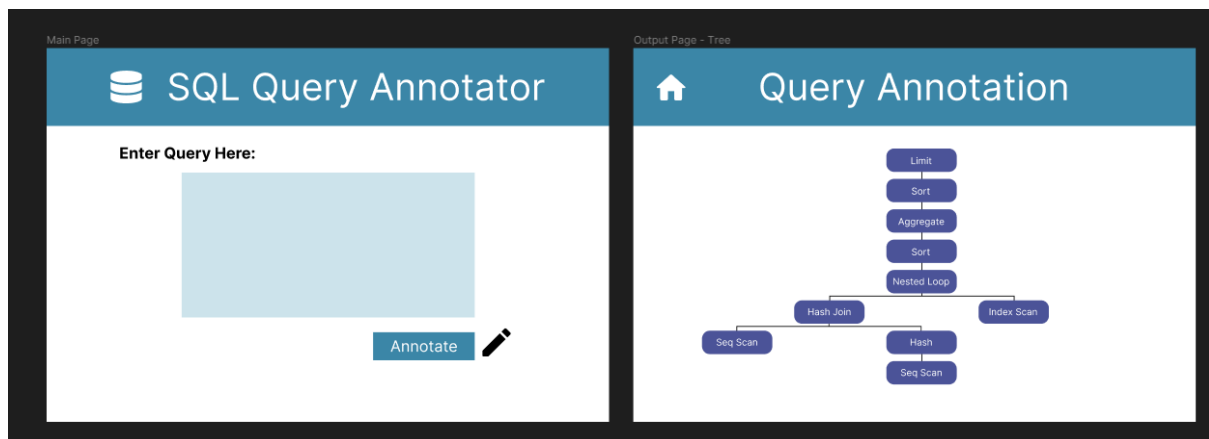 Main Page
SQL Query Annotator
Enter Query Here:
Annotate
Output Page - Tree
Query Annotation
Limit
Sort
Aggregate
Sort
Nested Loop
Hash Join
Index Scan
Seq Scan
Hash
Seq Scan